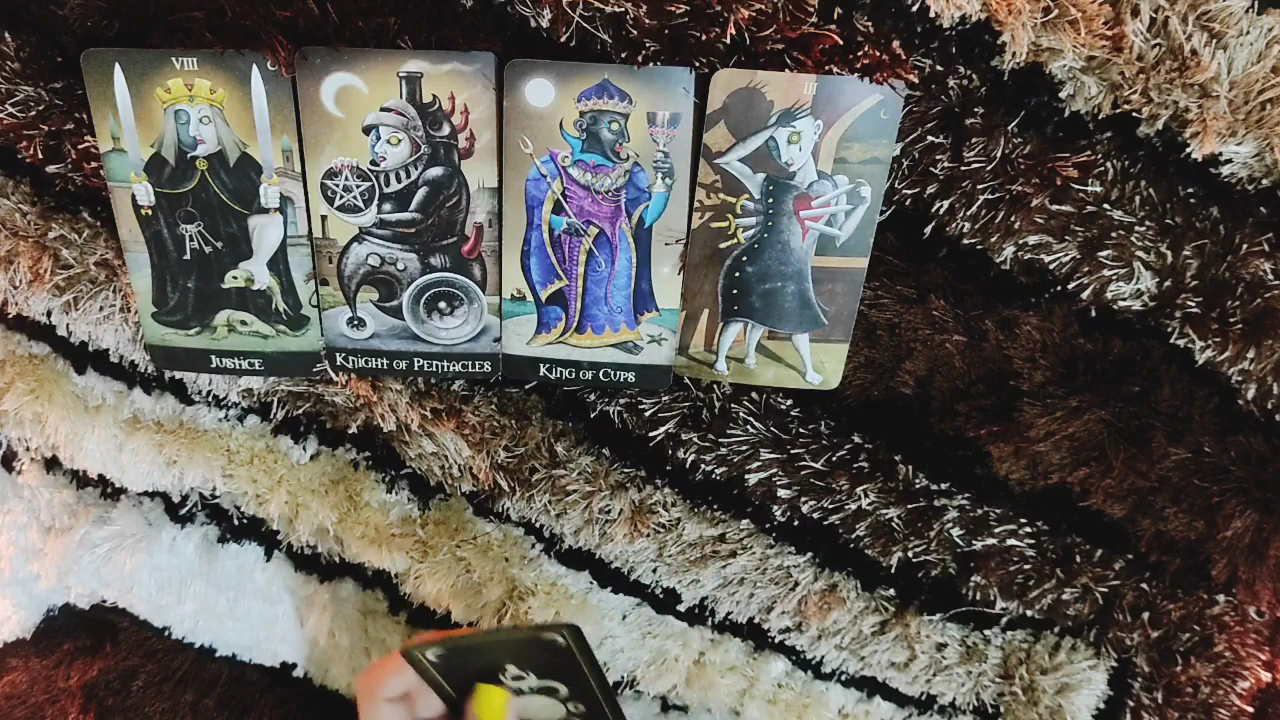 VIII
JUSTICE
KNIGHT OF PENTACLES
KING OF CUPS
III